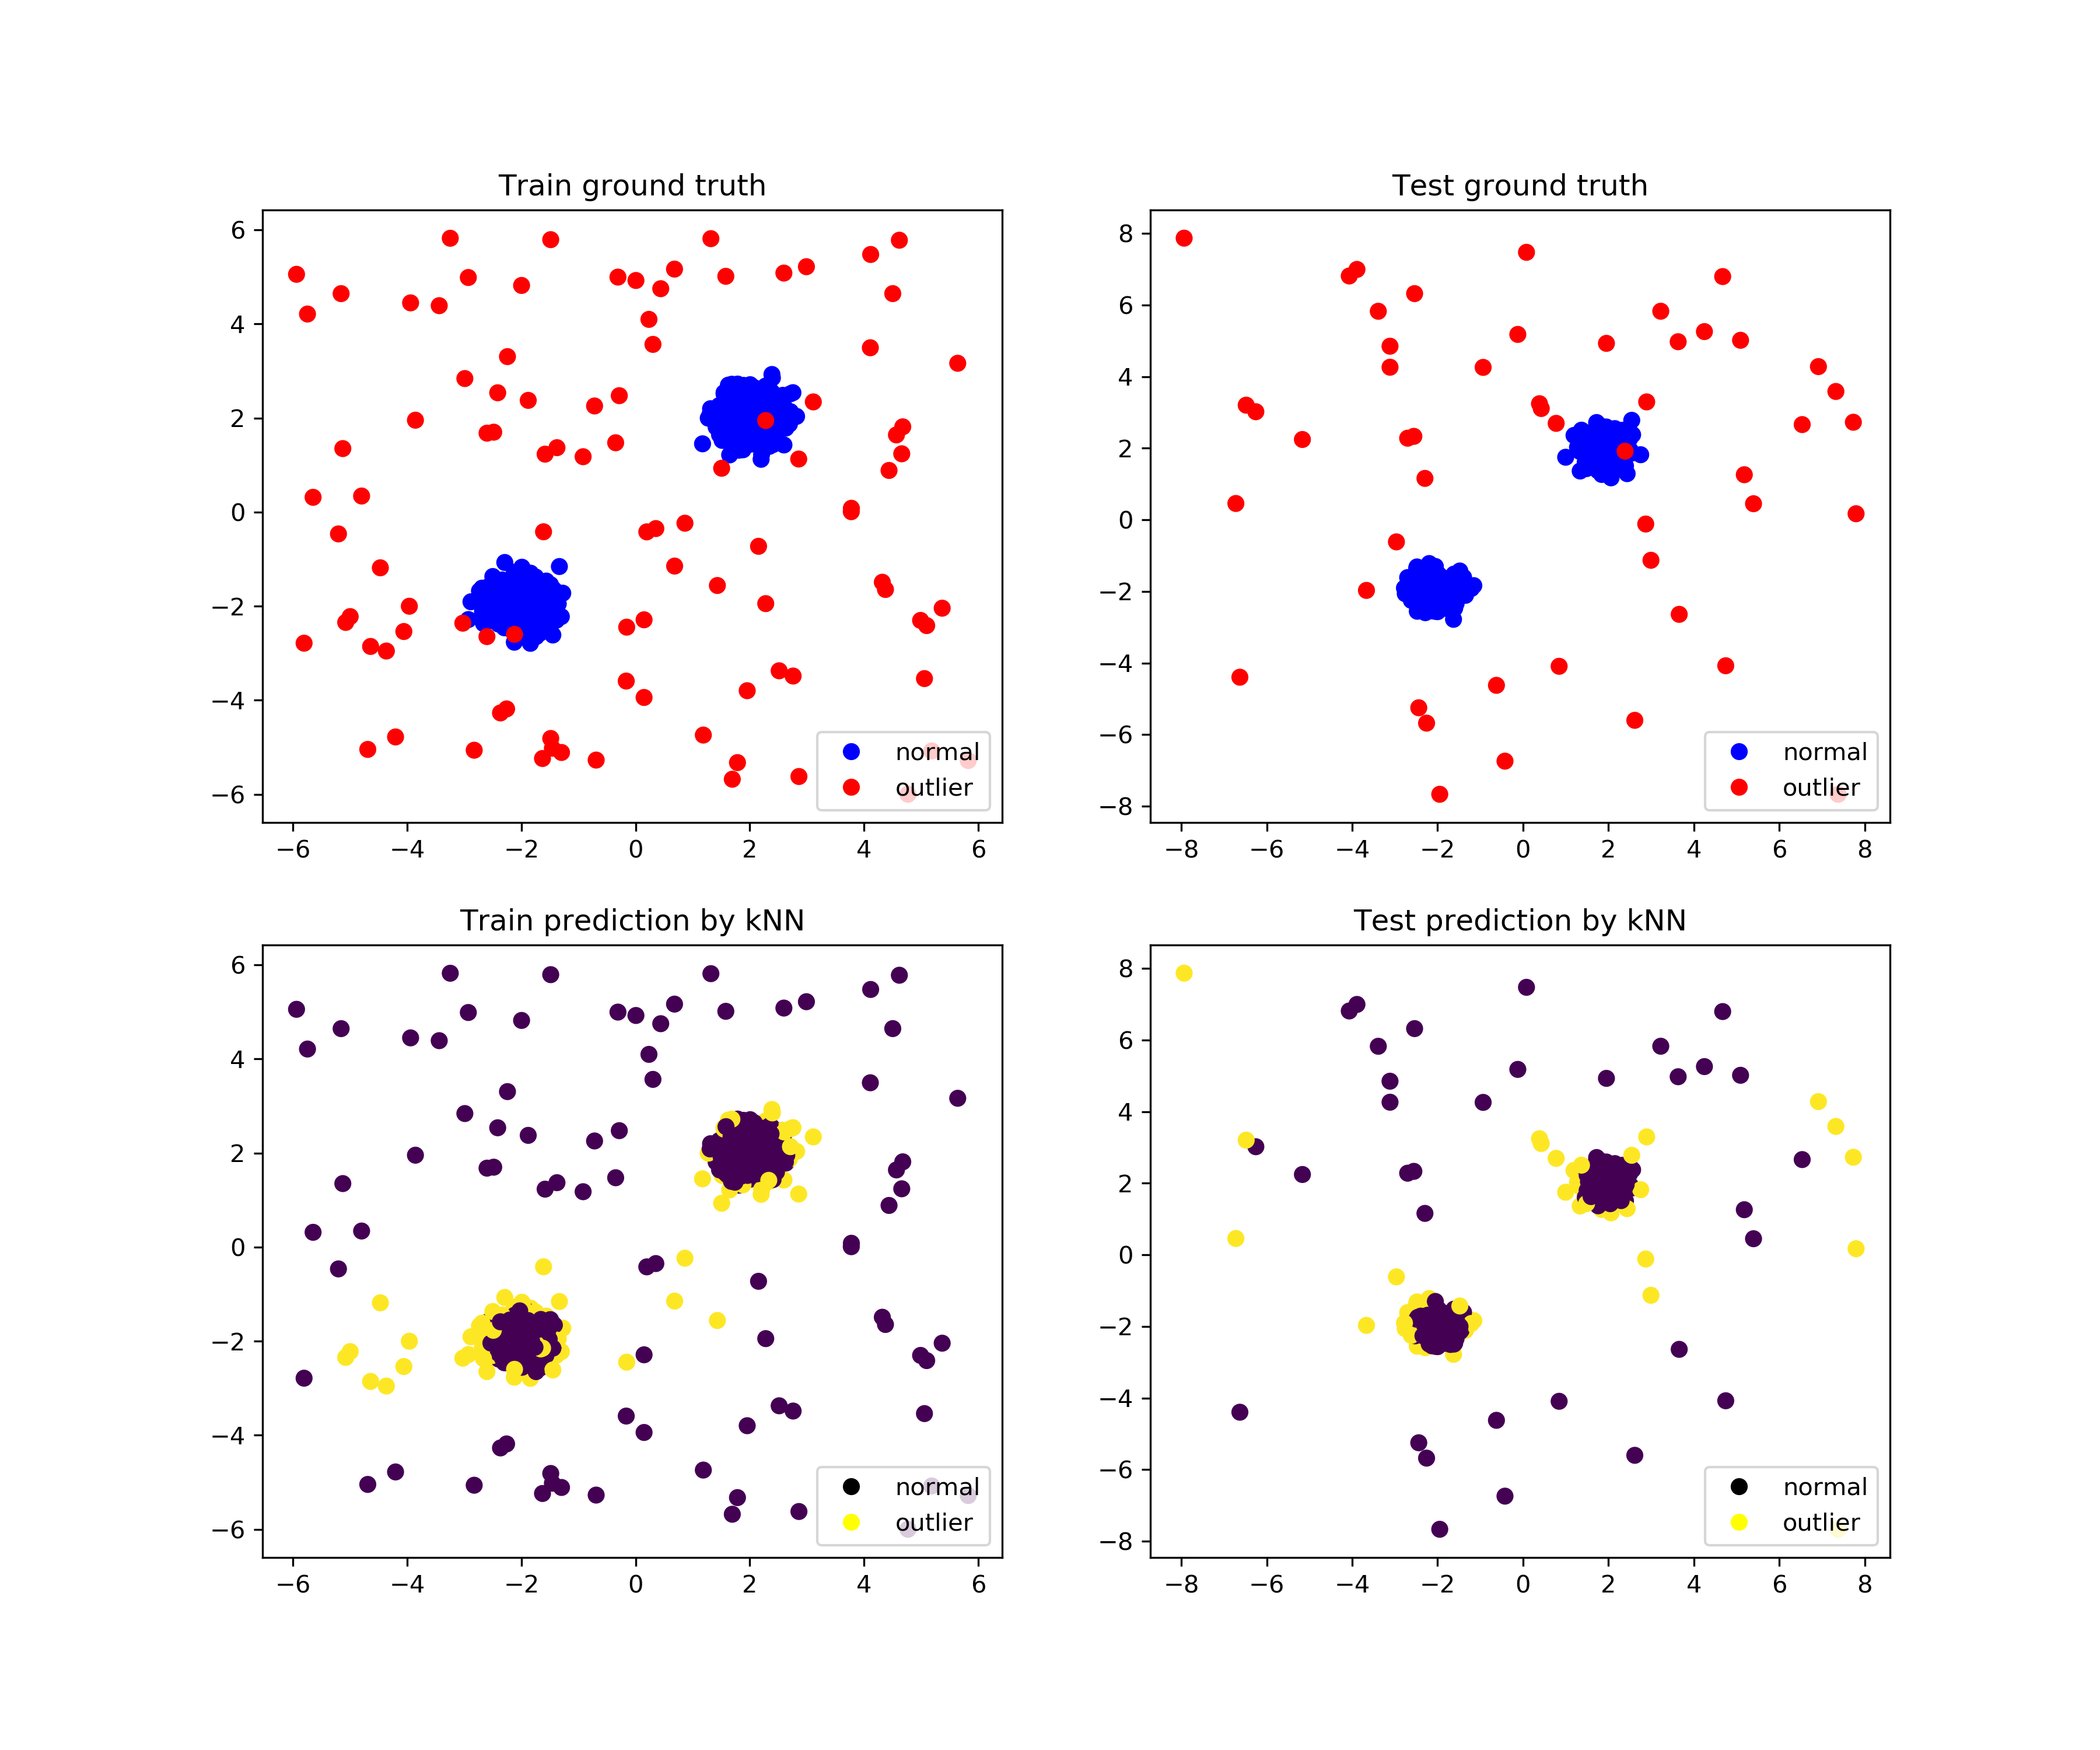 Train ground truth
6
4
2
0
−2
−4
−6
−6 −4 −2 0 2 4 6
normal
outlier
Test ground truth
8
6
4
2
0
−2
−4
−6
−8
−8 −6 −4 −2 0 2 4 6 8
normal
outlier
Train prediction by kNN
6
4
2
0
−2
−4
−6
−6 −4 −2 0 2 4 6
normal
outlier
Test prediction by kNN
8
6
4
2
0
−2
−4
−6
−8
−8 −6 −4 −2 0 2 4 6 8
normal
outlier